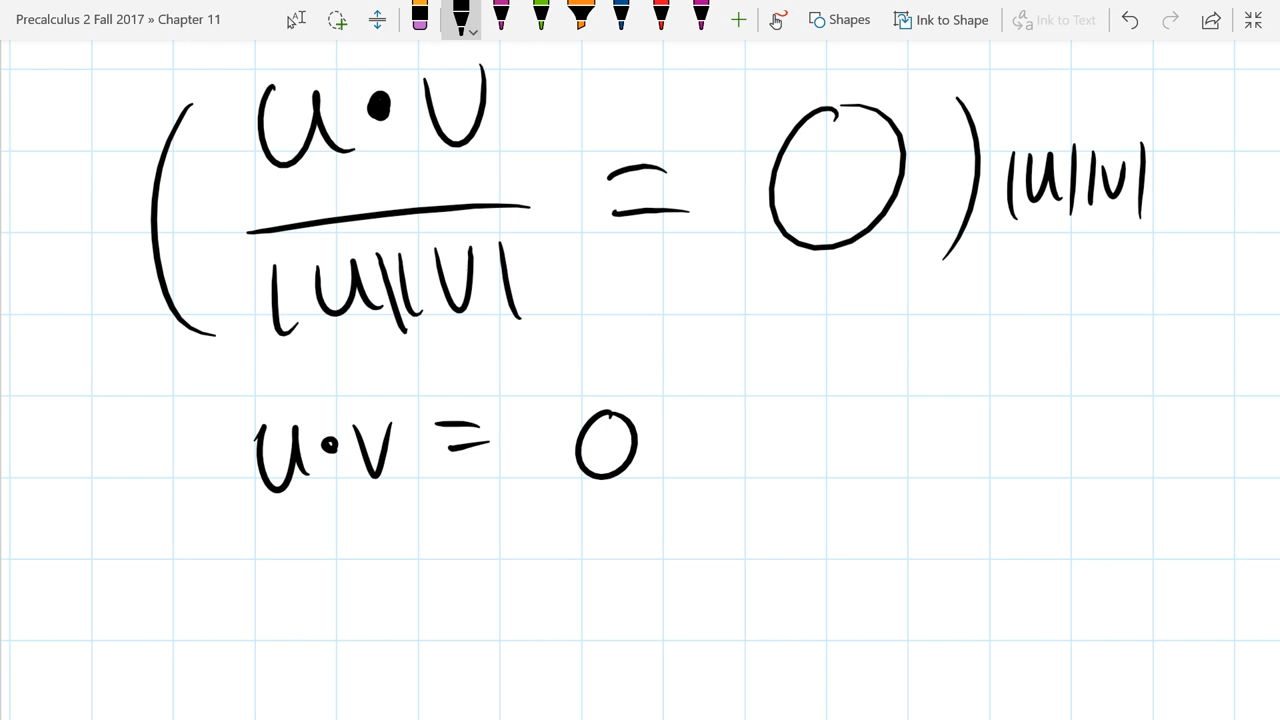 Precalculus 2 Fall 2017 » Chapter 11
Shapes
Ink to Shape
Ink to Text
( u • v / |u||v| = 0 ) |u||v|
u • v = 0